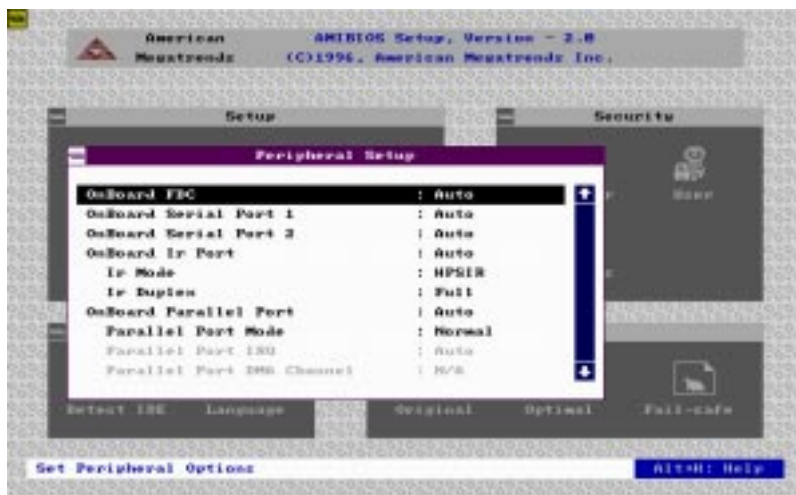 American AMIBIOS Setup, Version - 2.0
Megatrends (C)1996, American Megatrends Inc.
Setup
Security
Peripheral Setup
OnBoard FDC : Auto
OnBoard Serial Port 1 : Auto
OnBoard Serial Port 2 : Auto
OnBoard Ir Port : Auto
Ir Mode : HPSIR
Ir Duplex : Full
OnBoard Parallel Port : Auto
Parallel Port Mode : Normal
Parallel Port IRQ : Auto
Parallel Port DMA Channel : N/A
User
Detect IDE Language Original Optimal Fail-safe
Set Peripheral Options Alt+H: Help